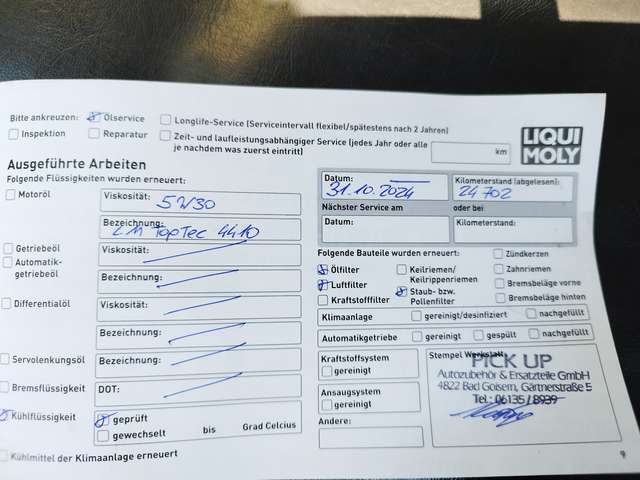 Bitte ankreuzen: Ölservice Longlife-Service (Serviceintervall flexibel/spätestens nach 2 Jahren)
Inspektion Reparatur Zeit- und laufleistungsabhängiger Service (jedes Jahr oder alle
je nachdem was zuerst eintritt) km
LIQUI
MOLY
Ausgeführte Arbeiten
Folgende Flüssigkeiten wurden erneuert:
Motoröl Viskosität: 5W30
Bezeichnung: LM TopTec 4410
Getriebeöl Viskosität:
Automatik-
getriebeöl Bezeichnung:
Differentialöl Viskosität:
Bezeichnung:
Servolenkungsöl Bezeichnung:
Bremsflüssigkeit DOT:
Kühlflüssigkeit geprüft
gewechselt bis Grad Celcius
Kühlmittel der Klimaanlage erneuert
Datum: 31.10.2024
Kilometerstand (abgelesen): 24702
Nächster Service am oder bei
Datum: Kilometerstand:
Folgende Bauteile wurden erneuert: Zündkerzen
Ölfilter Keilriemen/ Zahnriemen
Keilrippenriemen
Luftfilter Staub- bzw. Bremsbeläge vorne
Pollenfilter
Kraftstofffilter Bremsbeläge hinten
Klimaanlage gereinigt/desinfiziert nachgefüllt
Automatikgetriebe gereinigt gespült nachgefüllt
Kraftstoffsystem
gereinigt
Ansaugsystem
gereinigt
Andere:
Stempel Werkstatt
PICK UP
Autozubehör & Ersatzteile GmbH
4822 Bad Goisern, Gärtnerstraße 5
Tel.: 06135 / 8939
9